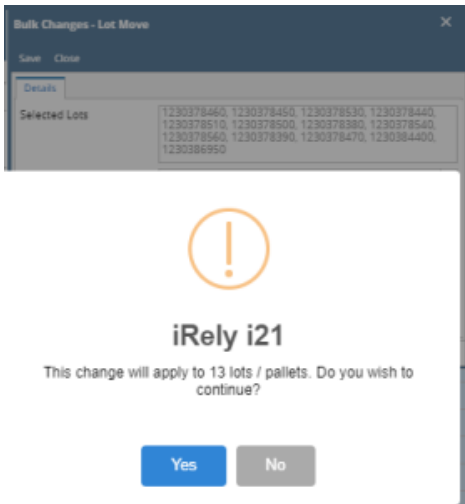 Bulk Changes - Lot Move
Save Close
Details
Selected Lots
1230378460, 1230378450, 1230378530, 1230378440,
1230378510, 1230378500, 1230378380, 1230378540,
1230378560, 1230378390, 1230378470, 1230384400,
1230386950
iRely i21
This change will apply to 13 lots / pallets. Do you wish to
continue?
Yes No